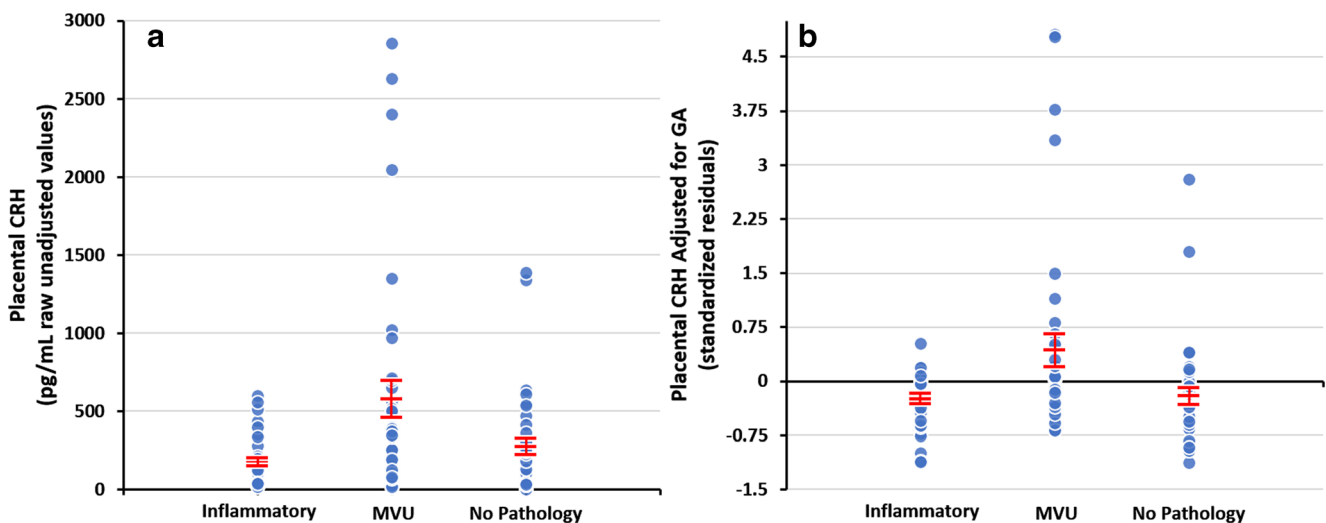 a
Placental CRH
(pg/mL raw unadjusted values)
3000
2500
2000
1500
1000
500
0
Inflammatory
MVU
No Pathology
b
Placental CRH Adjusted for GA
(standardized residuals)
4.5
3.75
3
2.25
1.5
0.75
0
-0.75
-1.5
Inflammatory
MVU
No Pathology